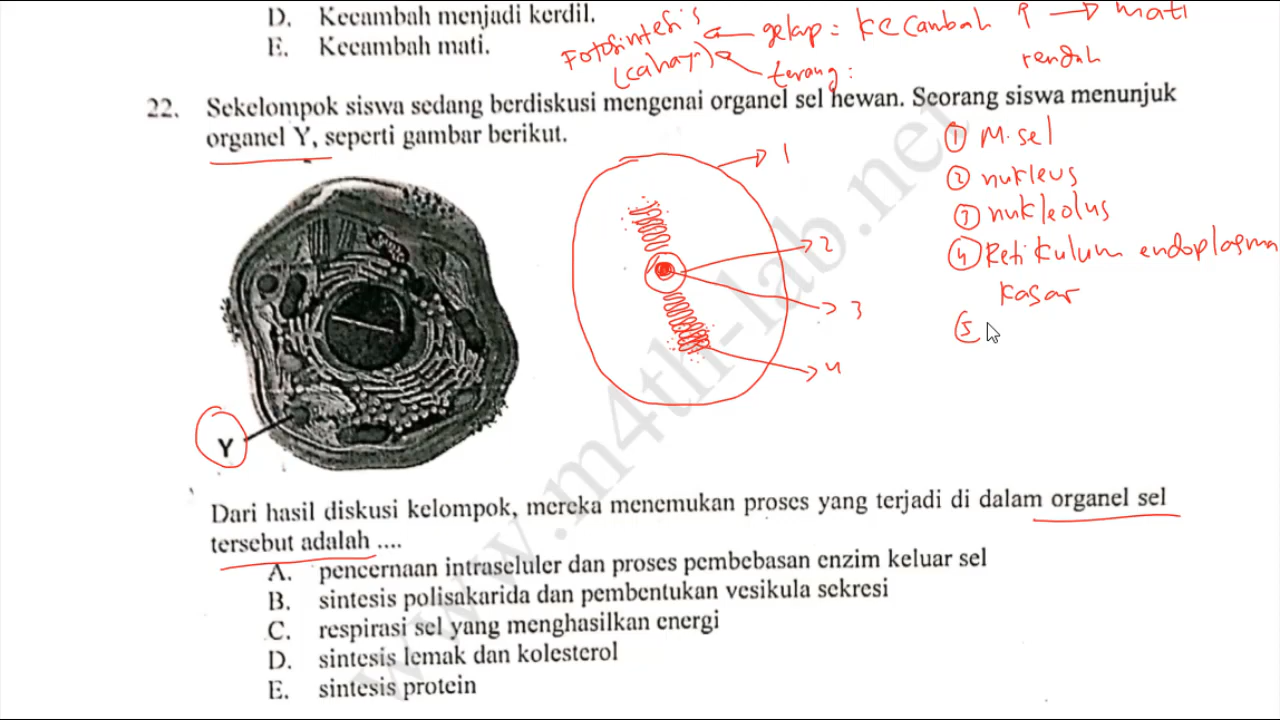 D. Kecambah menjadi kerdil.
E. Kecambah mati.
Fotosintesis
(cahaya)
gelap = kecambah ↑ → mati
rendah
terang :
22. Sekelompok siswa sedang berdiskusi mengenai organel sel hewan. Seorang siswa menunjuk
organel Y, seperti gambar berikut.
1
2
3
4
① M. sel
② nukleus
③ nukleolus
④ Retikulum endoplasma
kasar
⑤
Y
Dari hasil diskusi kelompok, mereka menemukan proses yang terjadi di dalam organel sel
tersebut adalah ....
A. pencernaan intraseluler dan proses pembebasan enzim keluar sel
B. sintesis polisakarida dan pembentukan vesikula sekresi
C. respirasi sel yang menghasilkan energi
D. sintesis lemak dan kolesterol
E. sintesis protein
www.m4th-lab.net